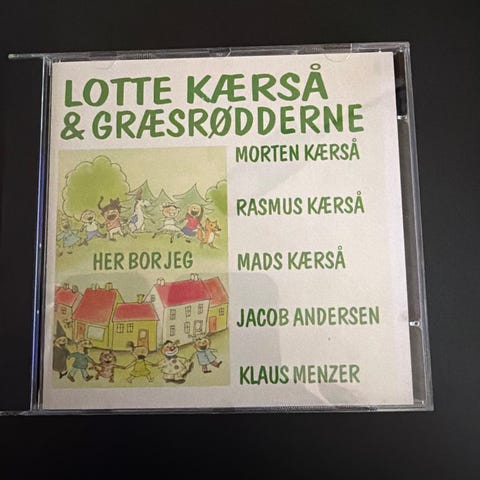 LOTTE KÆRSÅ
& GRÆSRØDDERNE
MORTEN KÆRSÅ
RASMUS KÆRSÅ
HER BOR JEG
MADS KÆRSÅ
JACOB ANDERSEN
KLAUS MENZER